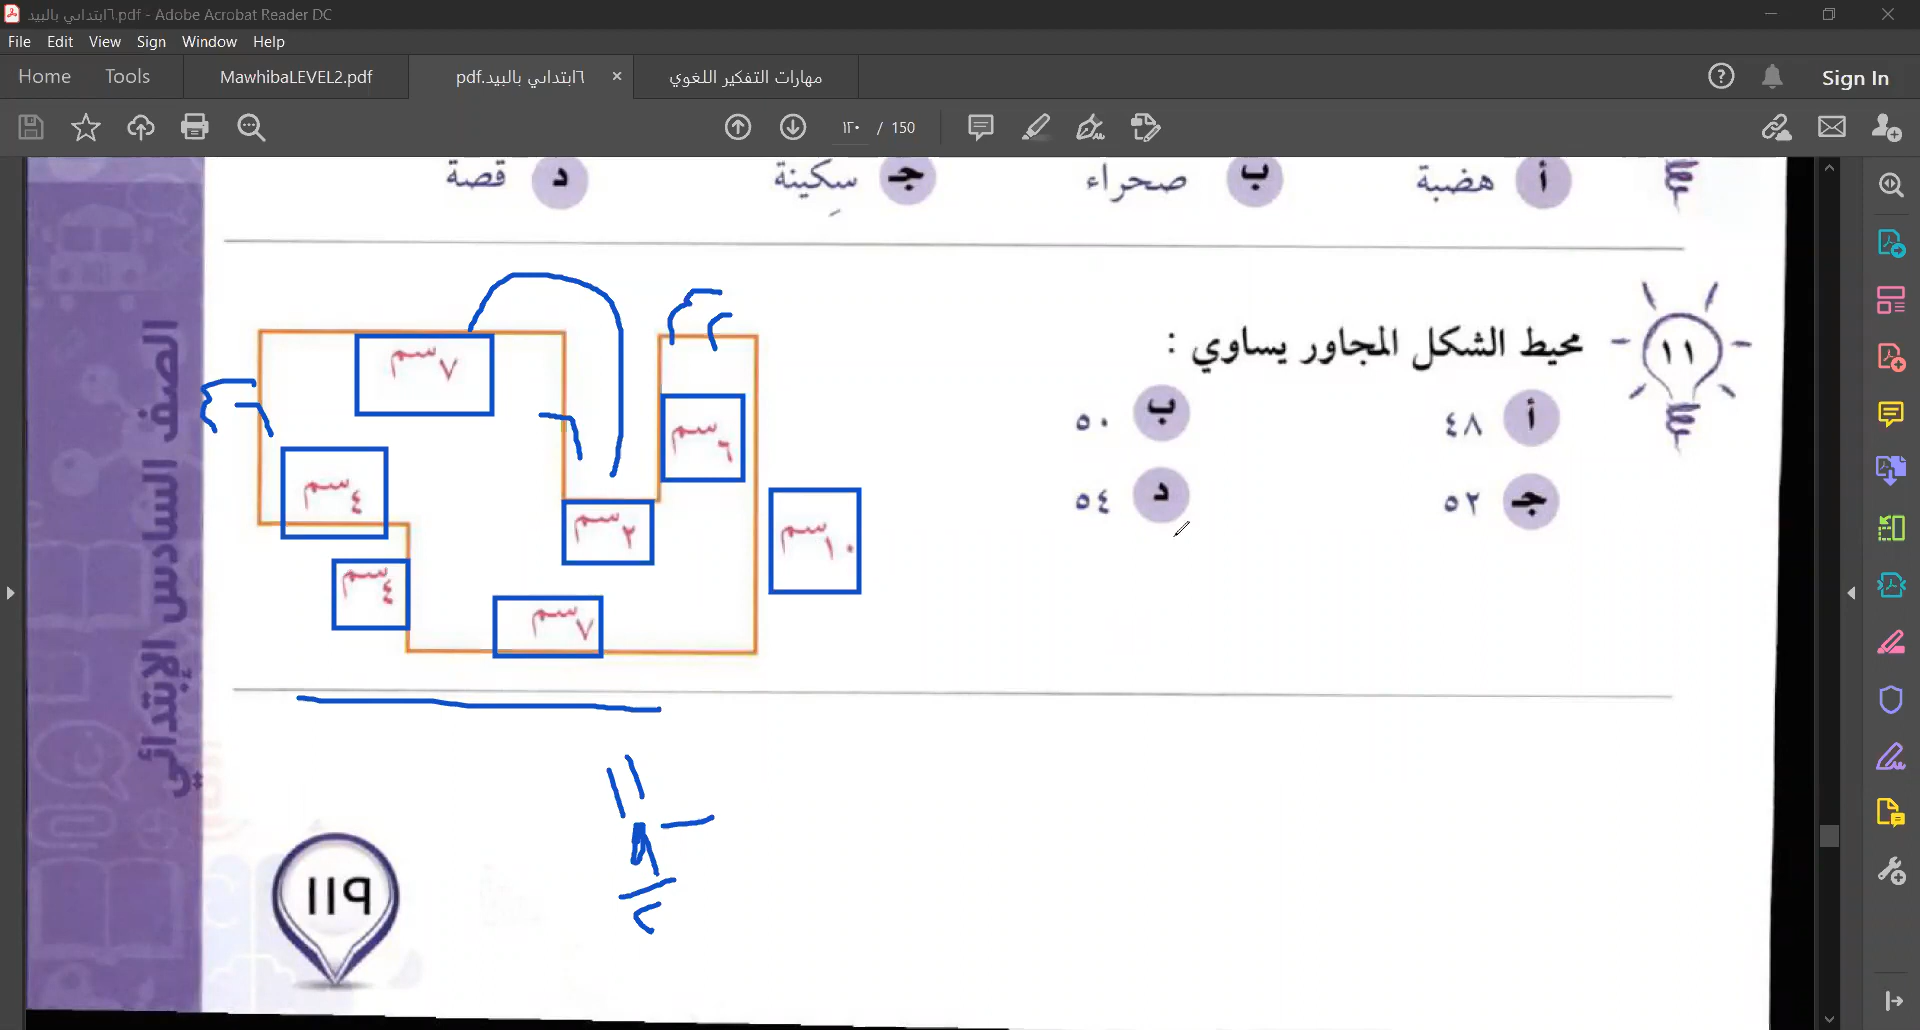 ٦ابتدائي بالبيد.pdf - Adobe Acrobat Reader DC
File Edit View Sign Window Help
Home Tools MawhibaLEVEL2.pdf ٦ابتدائي بالبيد.pdf × مهارات التفكير اللغوي Sign In
١٢٠ / 150
أ هضبة ب صحراء جـ سكِينة د قصة
١١ محيط الشكل المجاور يساوي :
أ ٤٨ ب ٥٠
جـ ٥٢ د ٥٤
٧سم
٦سم
٤سم
٢سم
١٠سم
٤سم
٧سم
الصف السادس الابتدائي
١١٩